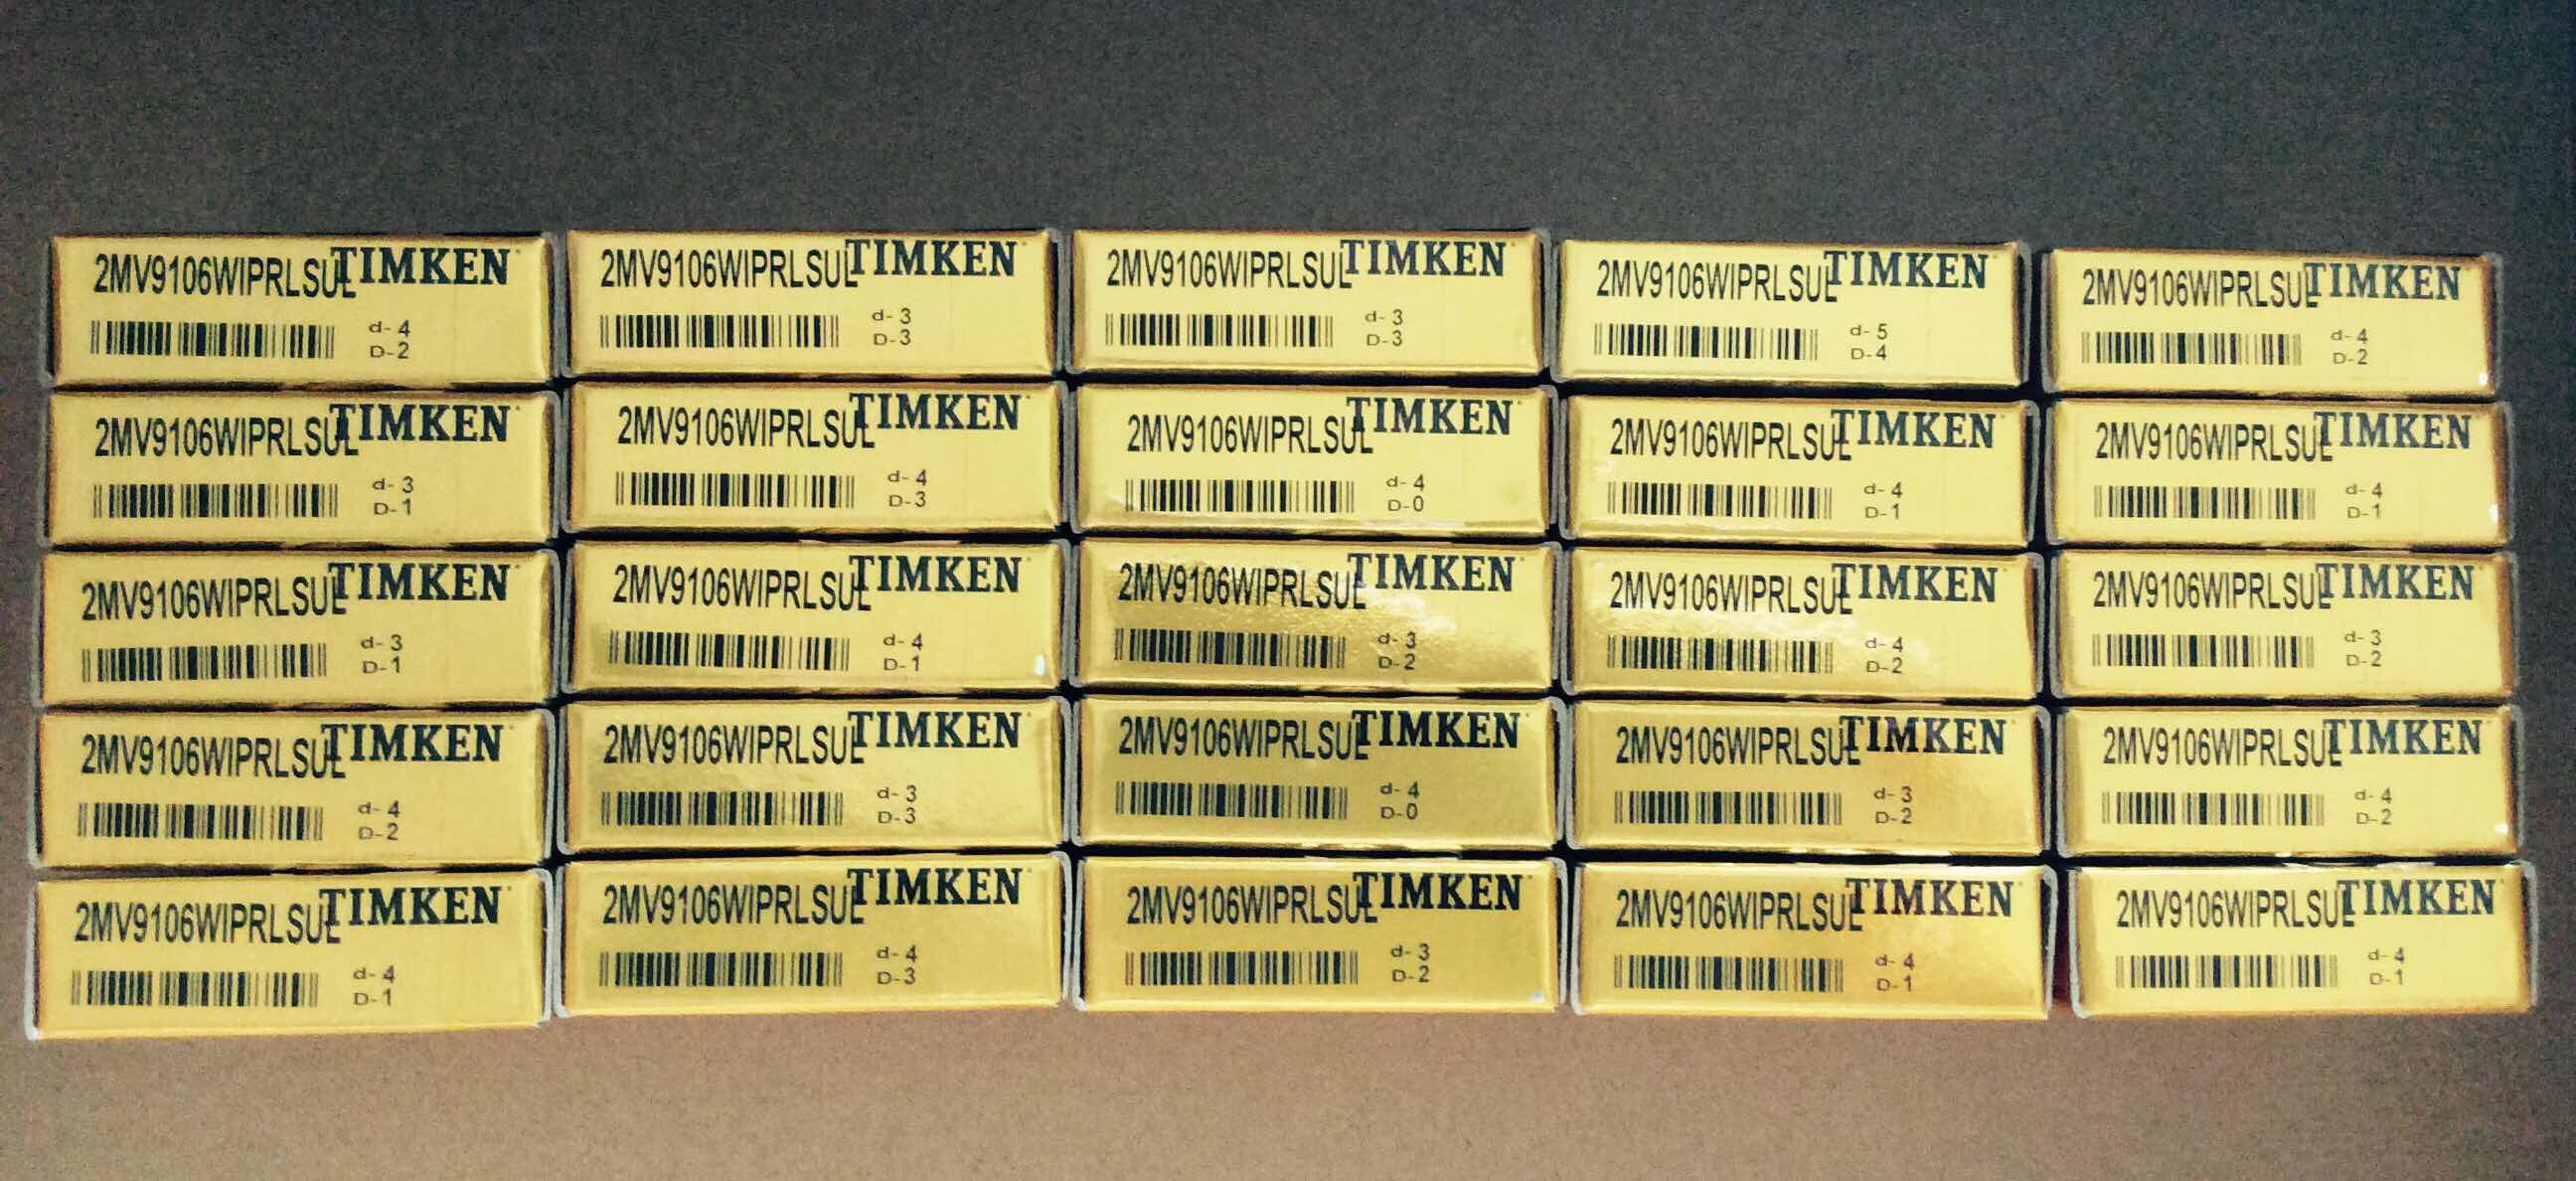 2MV9106WIPRLSUL TIMKEN
d- 4
D-2
2MV9106WIPRLSUL TIMKEN
d- 3
D-3
2MV9106WIPRLSUL TIMKEN
d- 3
D-3
2MV9106WIPRLSUL TIMKEN
d- 5
D-4
2MV9106WIPRLSUL TIMKEN
d- 4
D-2
2MV9106WIPRLSUL TIMKEN
d- 3
D-1
2MV9106WIPRLSUL TIMKEN
d- 4
D-3
2MV9106WIPRLSUL TIMKEN
d- 4
D-0
2MV9106WIPRLSUL TIMKEN
d- 4
D-1
2MV9106WIPRLSUL TIMKEN
d- 4
D-1
2MV9106WIPRLSUL TIMKEN
d- 3
D-1
2MV9106WIPRLSUL TIMKEN
d- 4
D-1
2MV9106WIPRLSUL TIMKEN
d- 3
D-2
2MV9106WIPRLSUL TIMKEN
d- 4
D-2
2MV9106WIPRLSUL TIMKEN
d- 3
D-2
2MV9106WIPRLSUL TIMKEN
d- 4
D-2
2MV9106WIPRLSUL TIMKEN
d- 3
D-3
2MV9106WIPRLSUL TIMKEN
d- 4
D-0
2MV9106WIPRLSUL TIMKEN
d- 3
D-2
2MV9106WIPRLSUL TIMKEN
d- 4
D-2
2MV9106WIPRLSUL TIMKEN
d- 4
D-1
2MV9106WIPRLSUL TIMKEN
d- 4
D-3
2MV9106WIPRLSUL TIMKEN
d- 3
D-2
2MV9106WIPRLSUL TIMKEN
d- 4
D-1
2MV9106WIPRLSUL TIMKEN
d- 4
D-1